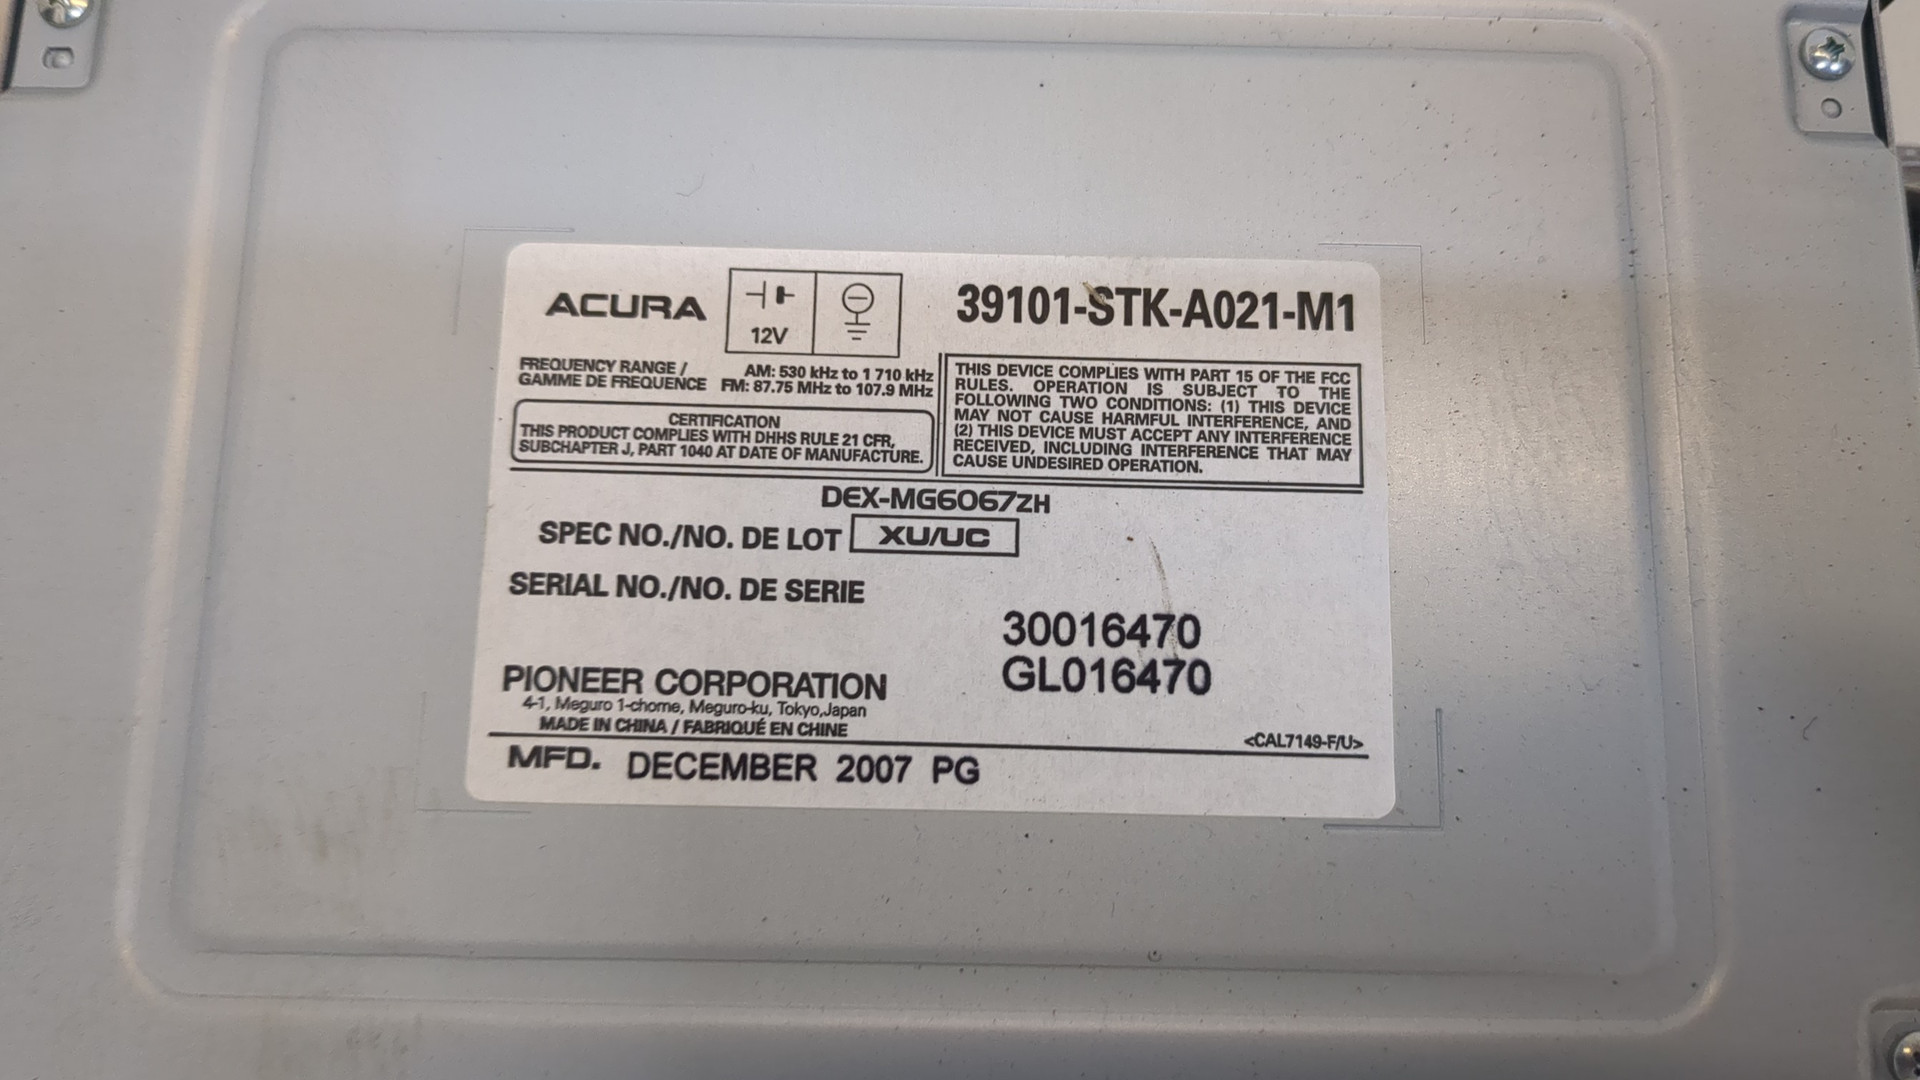 ACURA
12V
39101-STK-A021-M1
FREQUENCY RANGE /
GAMME DE FREQUENCE
AM: 530 kHz to 1 710 kHz
FM: 87.75 MHz to 107.9 MHz
CERTIFICATION
THIS PRODUCT COMPLIES WITH DHHS RULE 21 CFR,
SUBCHAPTER J, PART 1040 AT DATE OF MANUFACTURE.
THIS DEVICE COMPLIES WITH PART 15 OF THE FCC
RULES. OPERATION IS SUBJECT TO THE
FOLLOWING TWO CONDITIONS: (1) THIS DEVICE
MAY NOT CAUSE HARMFUL INTERFERENCE, AND
(2) THIS DEVICE MUST ACCEPT ANY INTERFERENCE
RECEIVED, INCLUDING INTERFERENCE THAT MAY
CAUSE UNDESIRED OPERATION.
DEX-MG6067ZH
SPEC NO./NO. DE LOT XU/UC
SERIAL NO./NO. DE SERIE
30016470
GL016470
PIONEER CORPORATION
4-1, Meguro 1-chome, Meguro-ku, Tokyo,Japan
MADE IN CHINA / FABRIQUÉ EN CHINE
<CAL7149-F/U>
MFD. DECEMBER 2007 PG